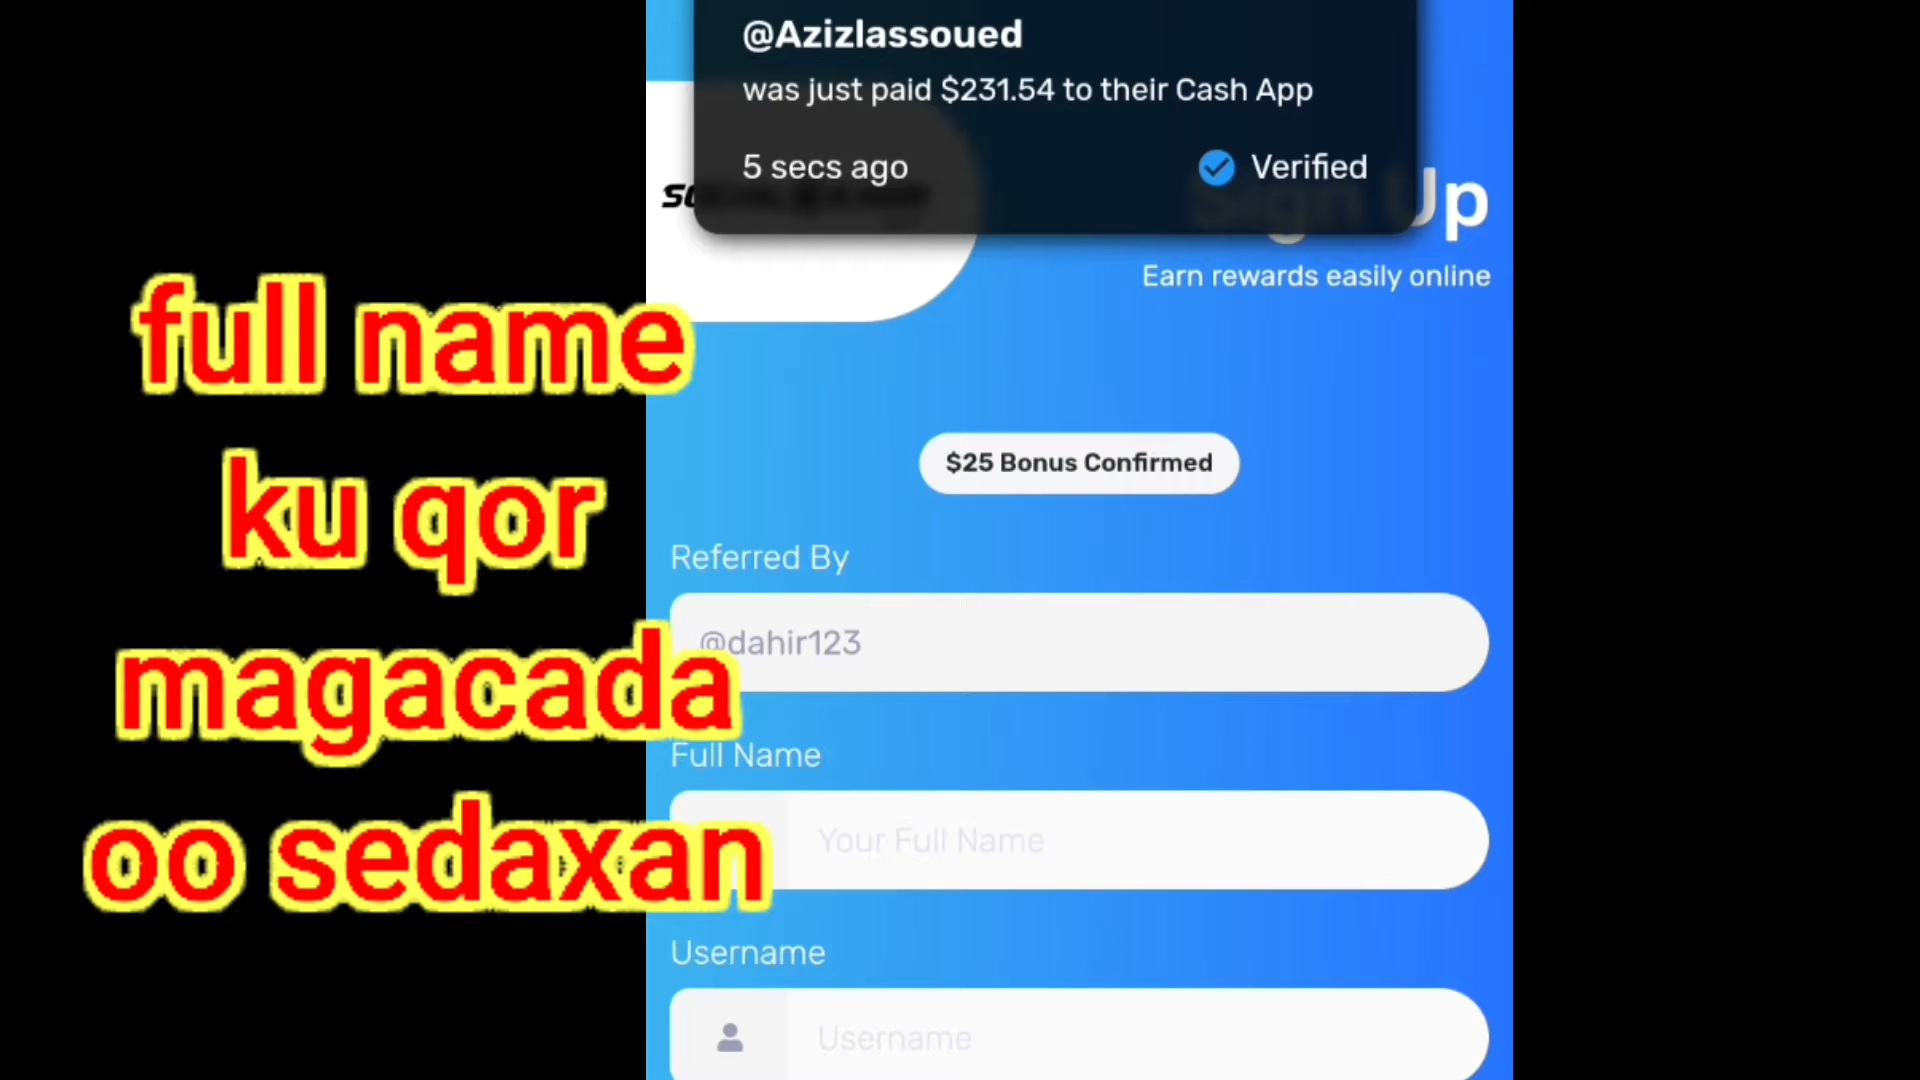 @Azizlassoued
was just paid $231.54 to their Cash App
5 secs ago
Verified
Sign Up
Earn rewards easily online
full name
ku qor
magacada
oo sedaxan
$25 Bonus Confirmed
Referred By
@dahir123
Full Name
Your Full Name
Username
Username